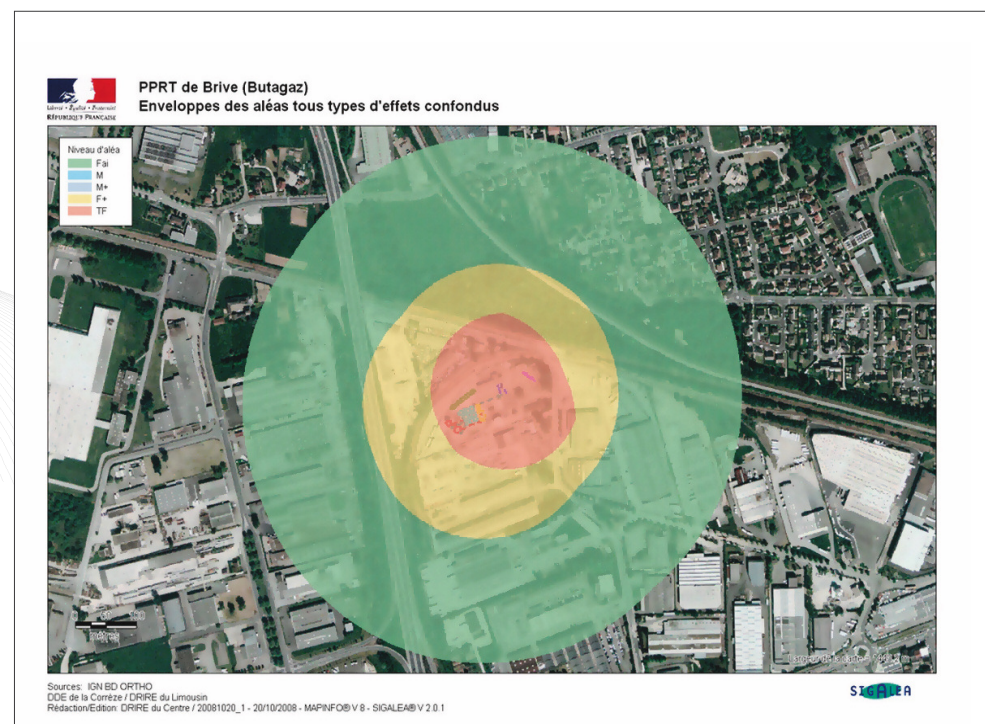 PPRT de Brive (Butagaz)
Enveloppes des aléas tous types d'effets confondus
Liberté • Égalité • Fraternité
RÉPUBLIQUE FRANÇAISE
Niveau d'aléa
Fai
M
M+
F+
TF
mètres
Sources: IGN BD ORTHO
DDE de la Corrèze / DRIRE du Limousin
Rédaction/Edition: DRIRE du Centre / 20081020_1 - 20/10/2008 - MAPINFO® V 8 - SIGALEA® V 2.0.1
SIGALEA